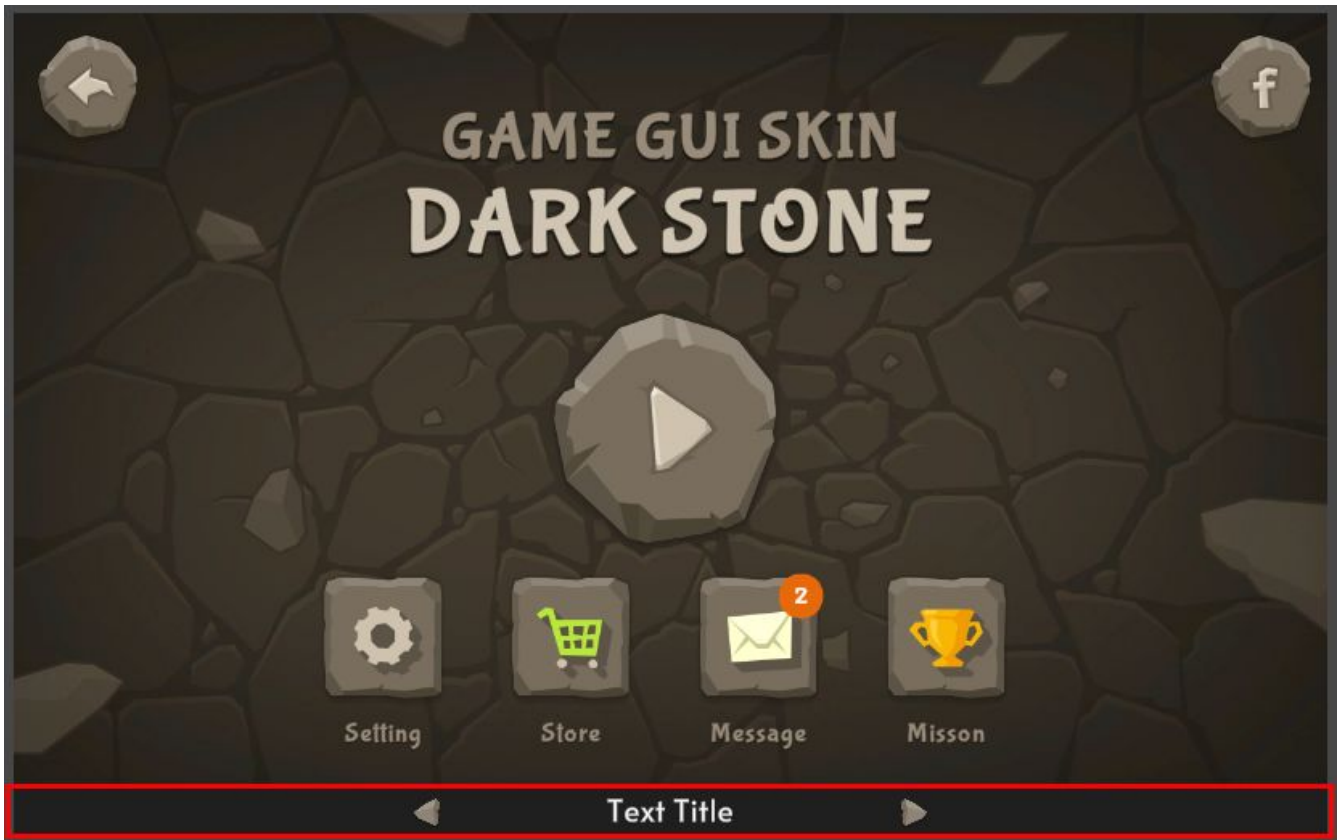 f
GAME GUI SKIN
DARK STONE
2
Setting Store Message Misson
Text Title